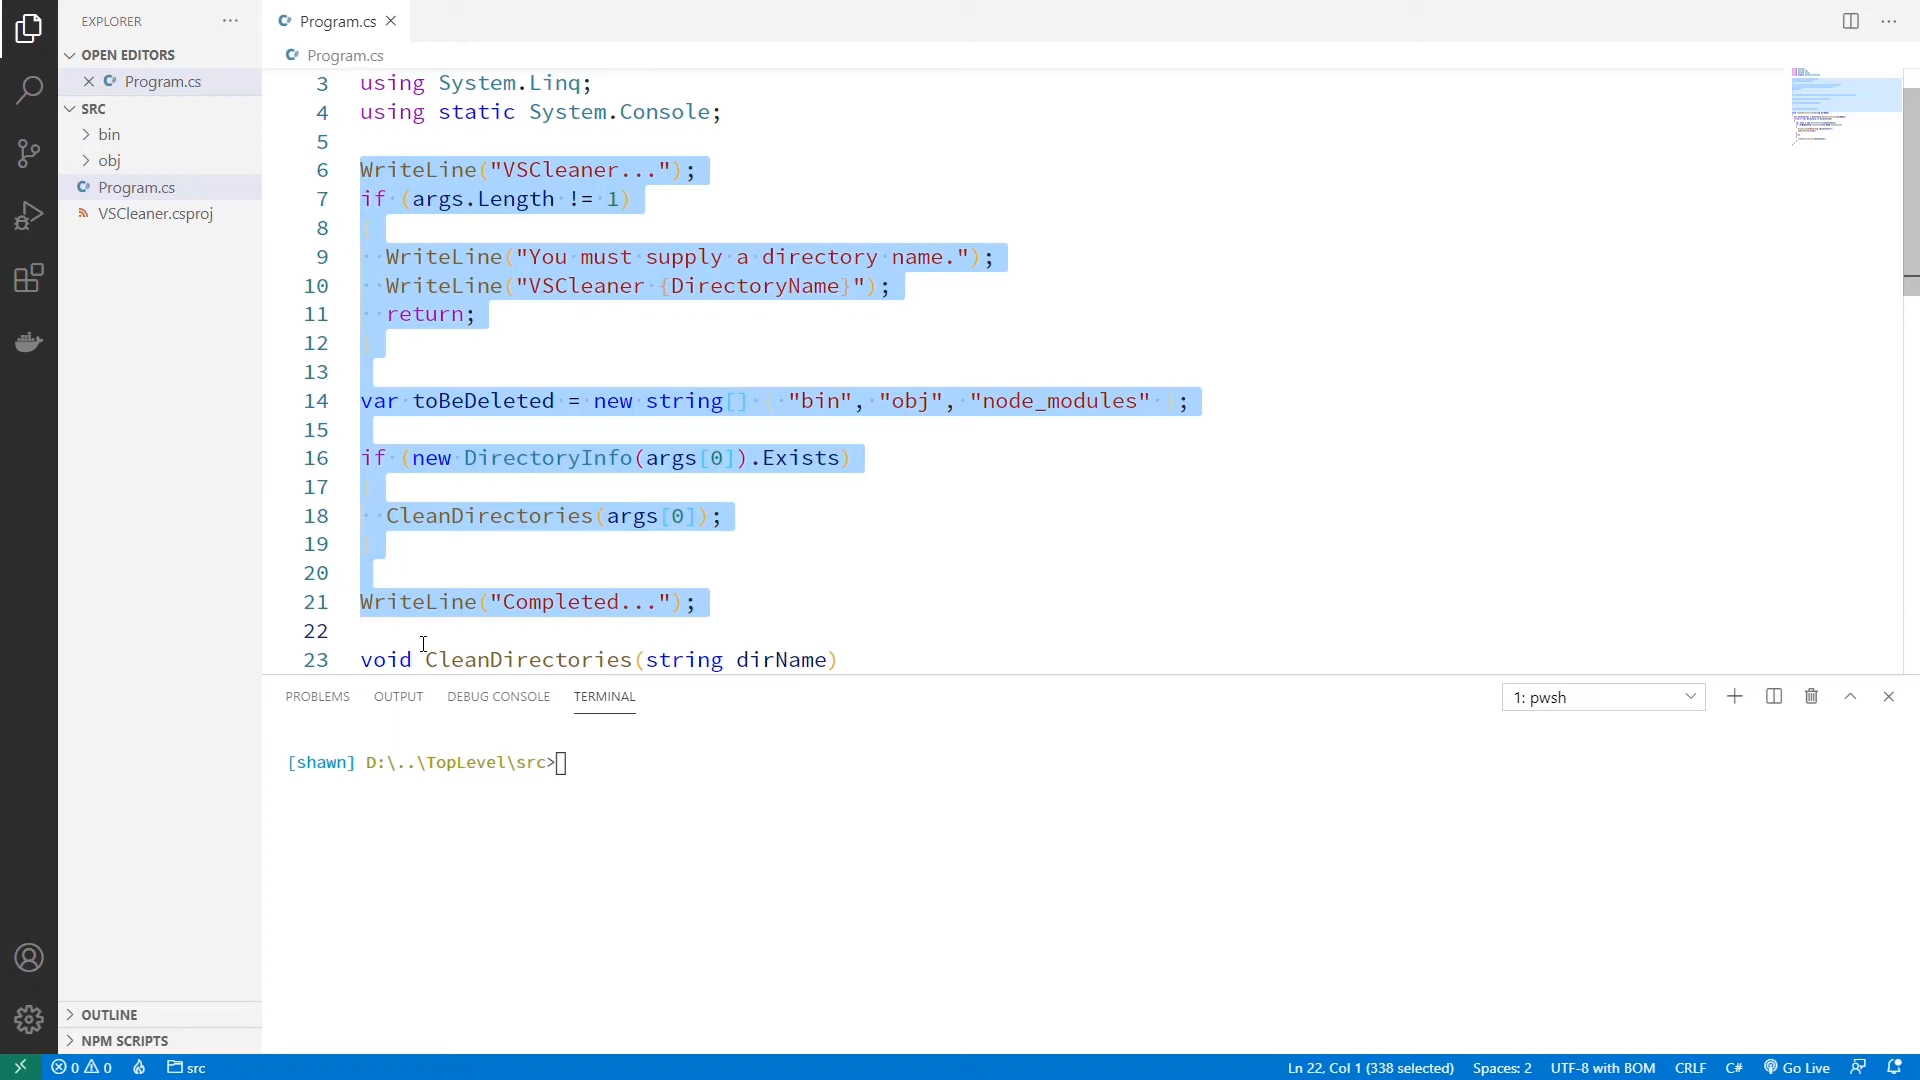 EXPLORER
OPEN EDITORS
Program.cs
SRC
bin
obj
Program.cs
VSCleaner.csproj
OUTLINE
NPM SCRIPTS
Program.cs
Program.cs
3 using System.Linq;
4 using static System.Console;
5
6 WriteLine("VSCleaner...");
7 if (args.Length != 1)
8 {
9 WriteLine("You must supply a directory name.");
10 WriteLine("VSCleaner {DirectoryName}");
11 return;
12 }
13
14 var toBeDeleted = new string[] { "bin", "obj", "node_modules" };
15
16 if (new DirectoryInfo(args[0]).Exists)
17 {
18 CleanDirectories(args[0]);
19 }
20
21 WriteLine("Completed...");
22
23 void CleanDirectories(string dirName)
PROBLEMS OUTPUT DEBUG CONSOLE TERMINAL 1: pwsh
[shawn] D:\..\TopLevel\src>
0 0 src Ln 22, Col 1 (338 selected) Spaces: 2 UTF-8 with BOM CRLF C# Go Live